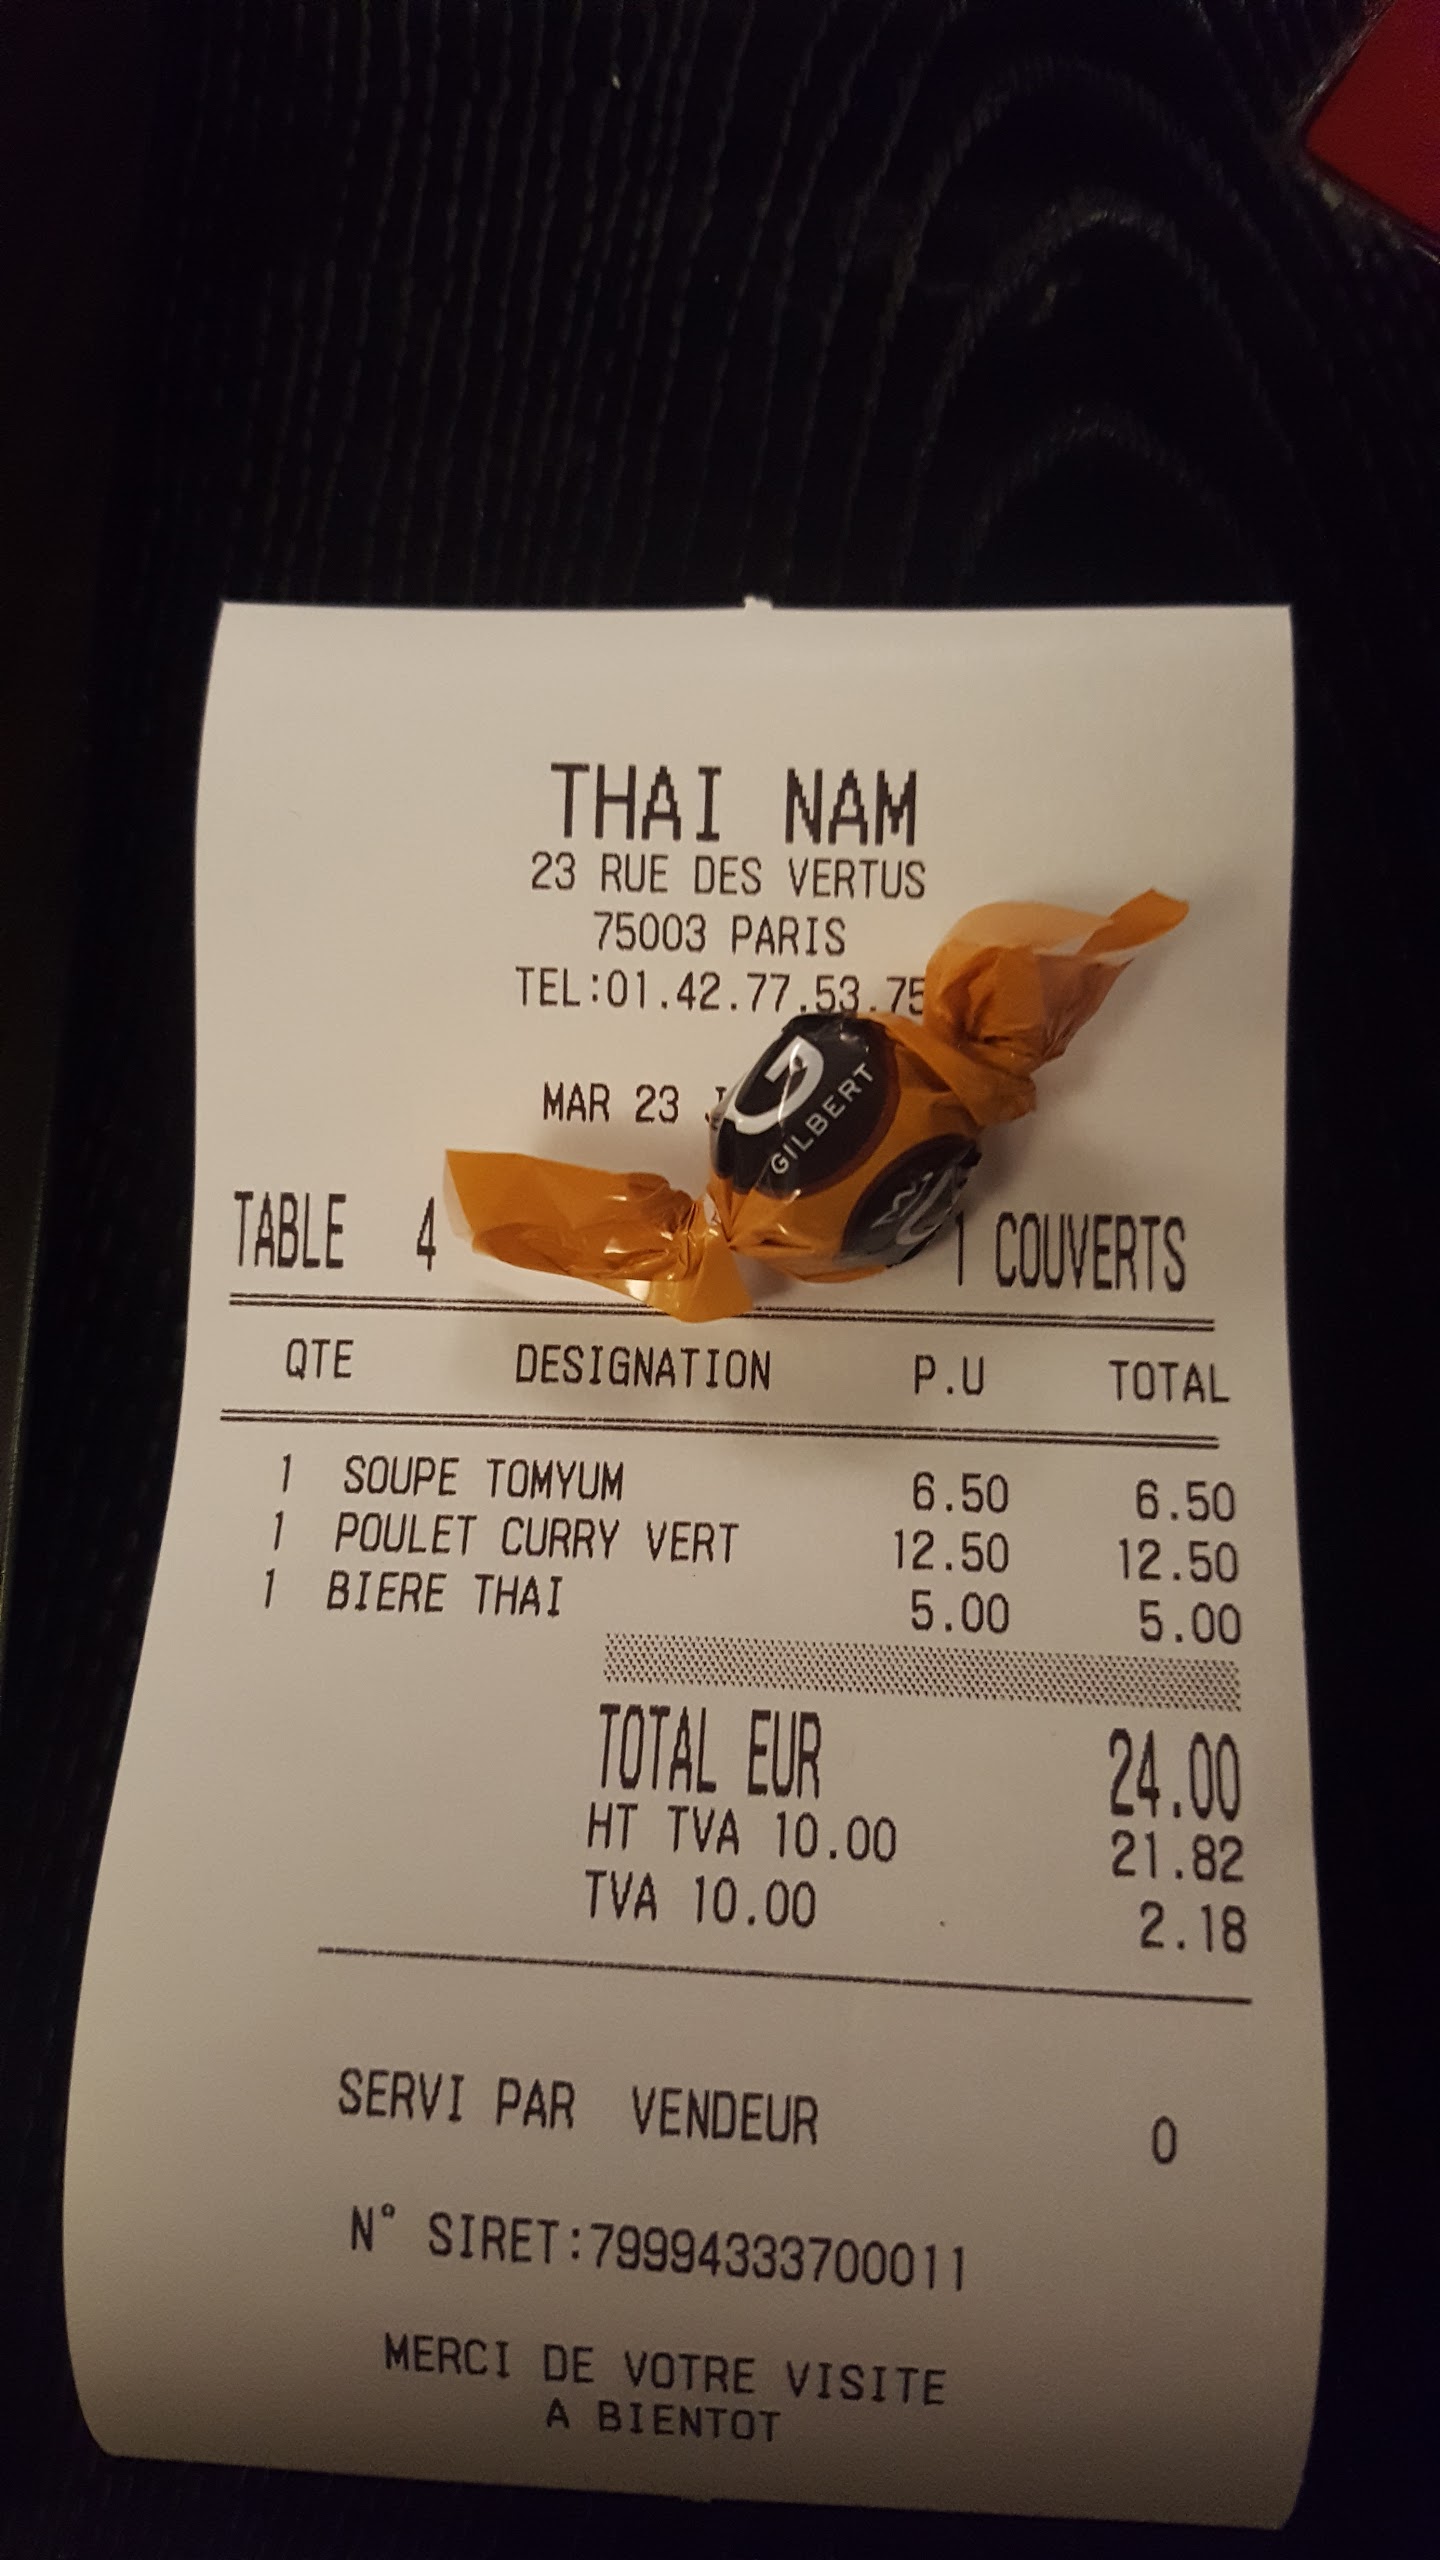 THAI NAM
23 RUE DES VERTUS
75003 PARIS
TEL:01.42.77.53.75
MAR 23
GILBERT
TABLE 4 1 COUVERTS
QTE DESIGNATION P.U TOTAL
1 SOUPE TOMYUM 6.50 6.50
1 POULET CURRY VERT 12.50 12.50
1 BIERE THAI 5.00 5.00
TOTAL EUR 24.00
HT TVA 10.00 21.82
TVA 10.00 2.18
SERVI PAR VENDEUR 0
N° SIRET:79994333700011
MERCI DE VOTRE VISITE
A BIENTOT